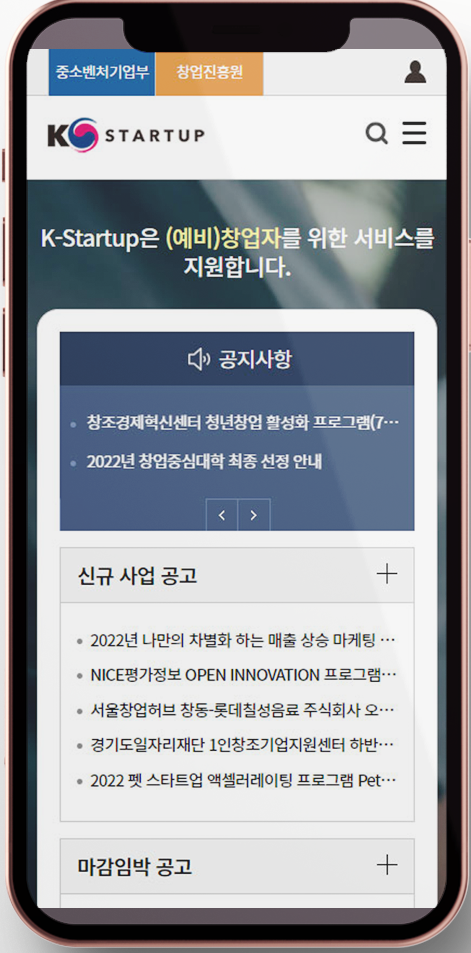 중소벤처기업부 창업진흥원
K STARTUP
K-Startup은 (예비)창업자를 위한 서비스를
지원합니다.
공지사항
창조경제혁신센터 청년창업 활성화 프로그램(7…
2022년 창업중심대학 최종 선정 안내
신규 사업 공고
2022년 나만의 차별화 하는 매출 상승 마케팅 …
NICE평가정보 OPEN INNOVATION 프로그램…
서울창업허브 창동-롯데칠성음료 주식회사 오…
경기도일자리재단 1인창조기업지원센터 하반…
2022 펫 스타트업 액셀러레이팅 프로그램 Pet…
마감임박 공고